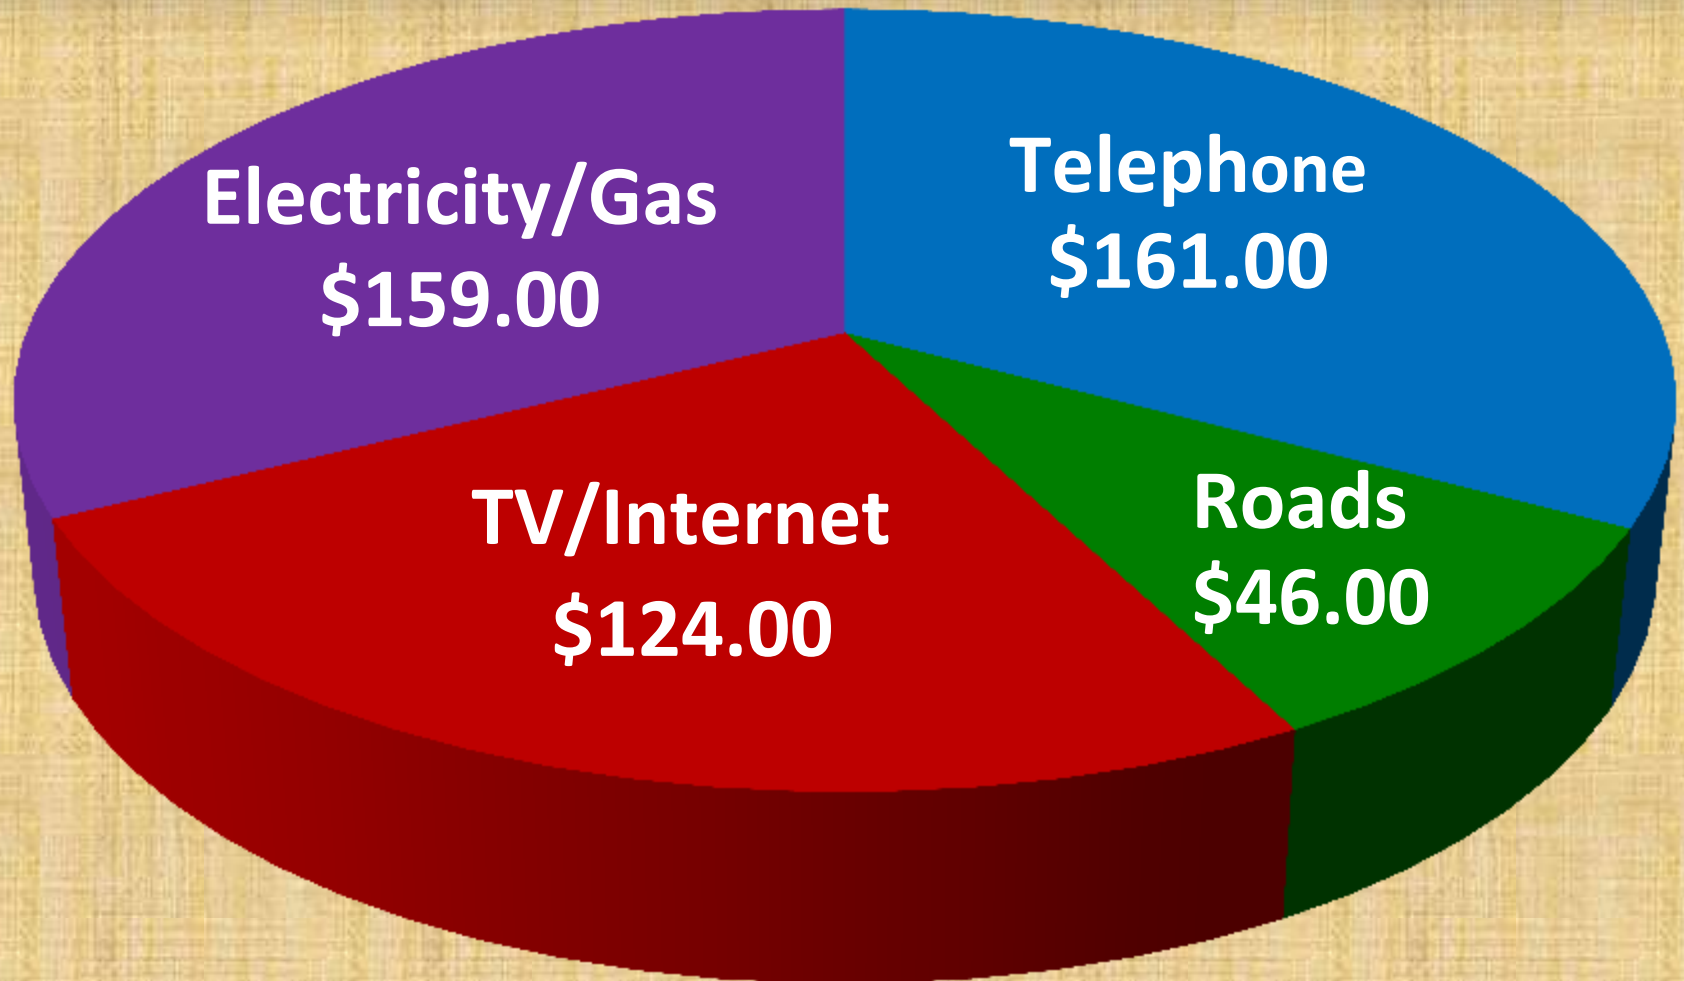 Electricity/Gas
$159.00
Telephone
$161.00
TV/Internet
$124.00
Roads
$46.00